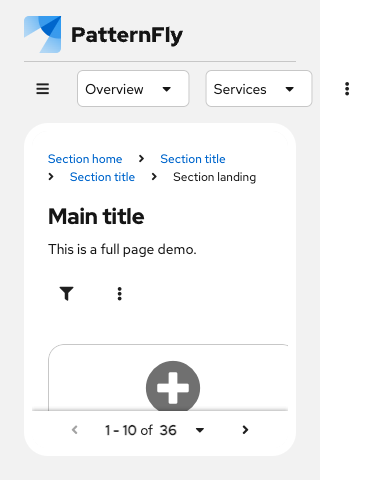 PatternFly
Overview Services
Section home Section title
Section title Section landing
Main title
This is a full page demo.
1 - 10 of 36